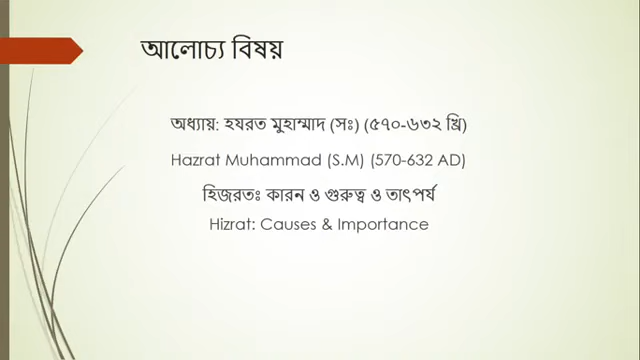 আলোচ্য বিষয়
অধ্যায়: হযরত মুহাম্মাদ (সঃ) (৫৭০-৬৩২ খ্রি)
Hazrat Muhammad (S.M) (570-632 AD)
হিজরতঃ কারন ও গুরুত্ব ও তাৎপর্য
Hizrat: Causes & Importance